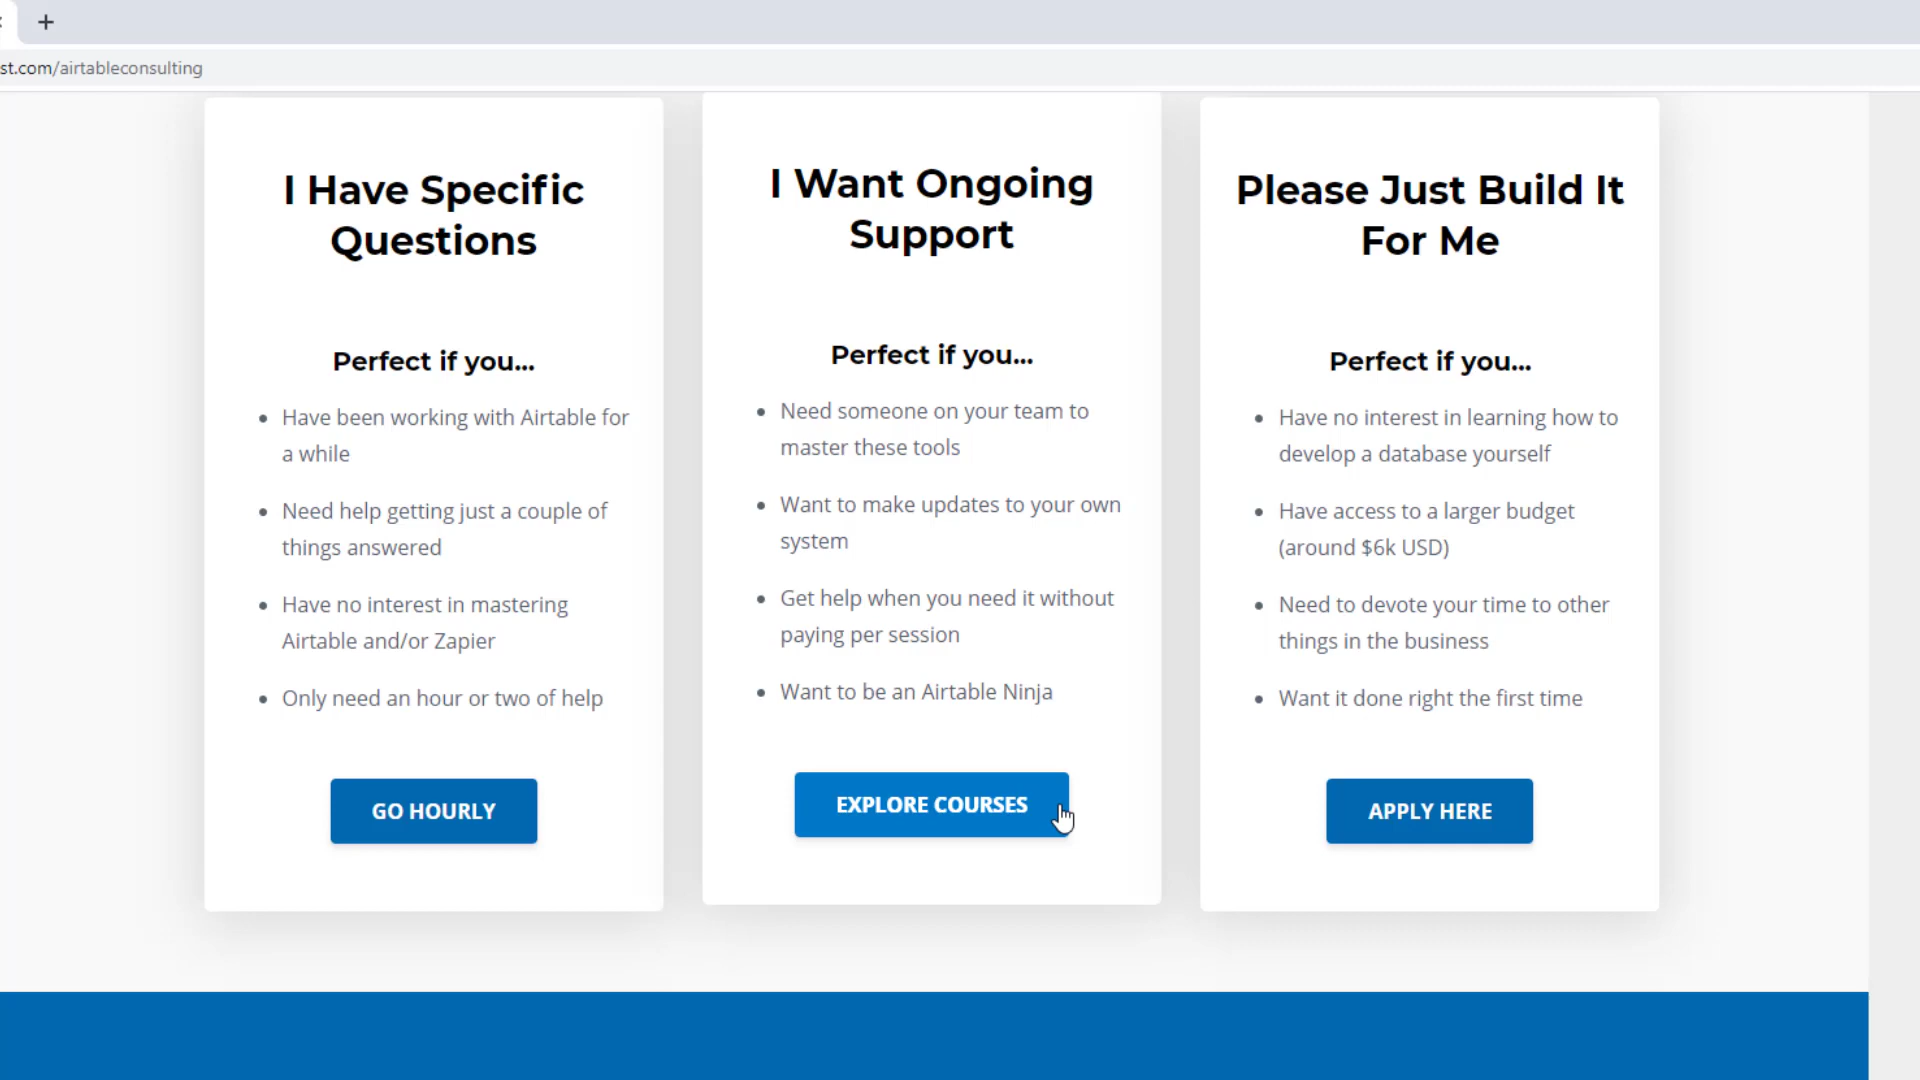 st.com/airtableconsulting
I Have Specific
Questions
Perfect if you...
Have been working with Airtable for
a while
Need help getting just a couple of
things answered
Have no interest in mastering
Airtable and/or Zapier
Only need an hour or two of help
GO HOURLY
I Want Ongoing
Support
Perfect if you...
Need someone on your team to
master these tools
Want to make updates to your own
system
Get help when you need it without
paying per session
Want to be an Airtable Ninja
EXPLORE COURSES
Please Just Build It
For Me
Perfect if you...
Have no interest in learning how to
develop a database yourself
Have access to a larger budget
(around $6k USD)
Need to devote your time to other
things in the business
Want it done right the first time
APPLY HERE